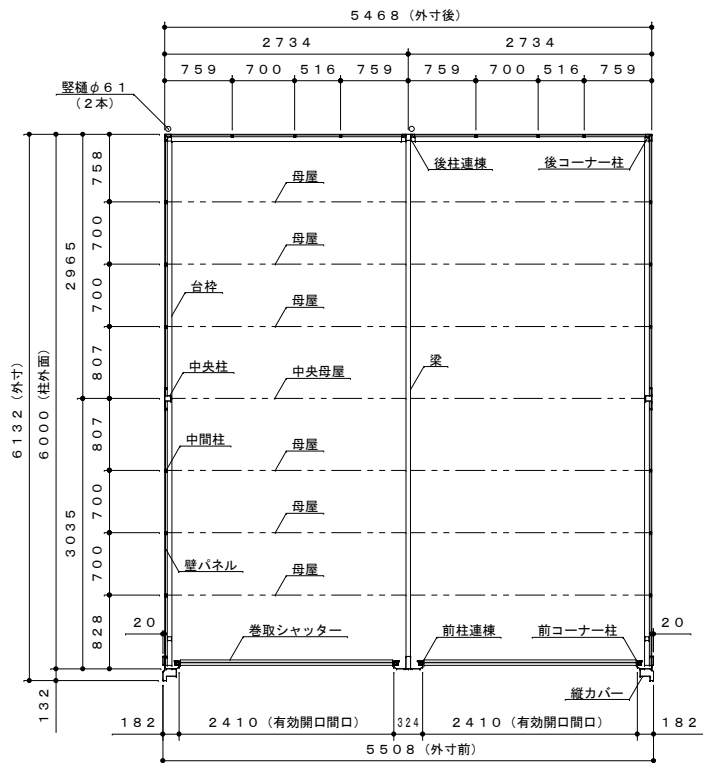 ５４６８（外寸後）
２７３４ ２７３４
７５９ ７００ ５１６ ７５９ ７５９ ７００ ５１６ ７５９
竪樋φ６１
（２本）
後柱連棟 後コーナー柱
７５８
母屋
７００
母屋
２９６５
台枠
７００
母屋
８０７
中央柱 中央母屋 梁
６１３２（外寸）
６０００（柱外面）
８０７
中間柱 母屋
７００
母屋
３０３５
７００
壁パネル 母屋
８２８
２０ 巻取シャッター 前柱連棟 前コーナー柱 ２０
縦カバー
１３２
１８２ ２４１０（有効開口間口） ３２４ ２４１０（有効開口間口） １８２
５５０８（外寸前）